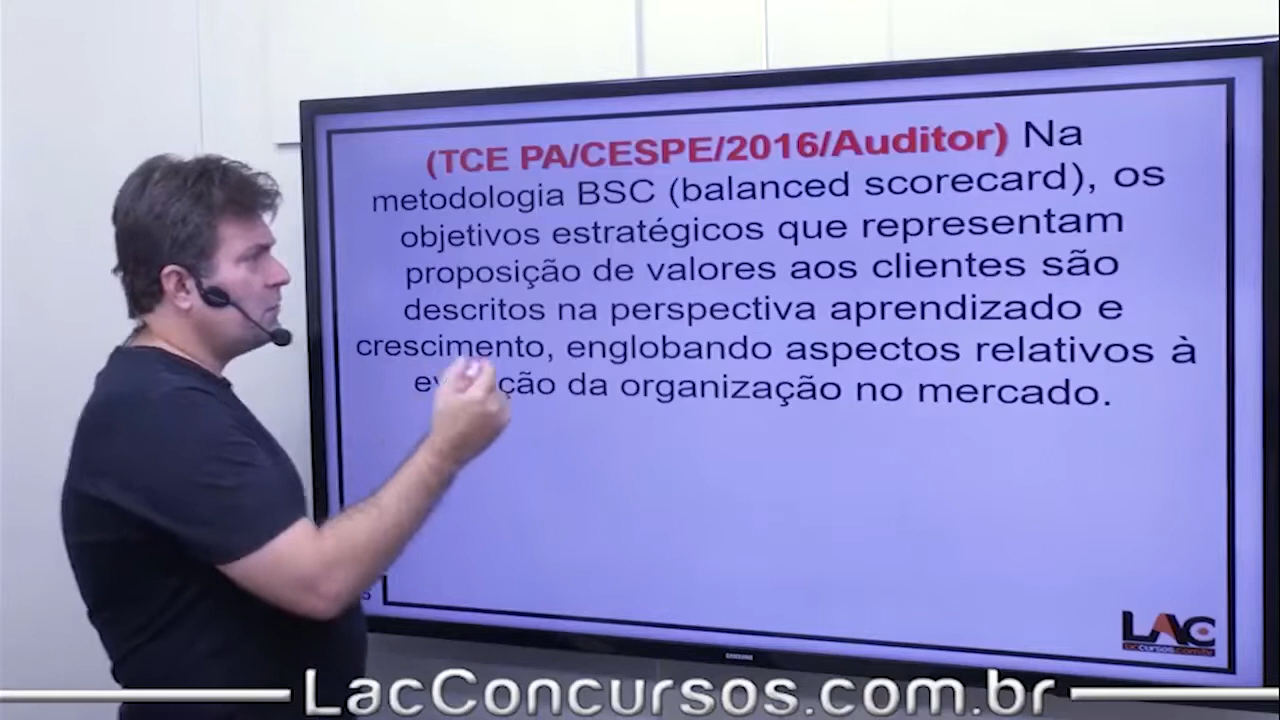 (TCE PA/CESPE/2016/Auditor) Na
metodologia BSC (balanced scorecard), os
objetivos estratégicos que representam
proposição de valores aos clientes são
descritos na perspectiva aprendizado e
crescimento, englobando aspectos relativos à
da organização no mercado.
LAC
SAMSUNG
LacConcursos.com.br